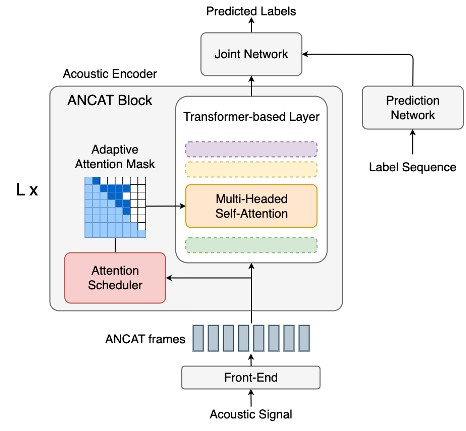 Predicted Labels
Joint Network
Acoustic Encoder
ANCAT Block
Transformer-based Layer
Prediction
Network
Adaptive
Attention Mask
Label Sequence
L x
Multi-Headed
Self-Attention
Attention
Scheduler
ANCAT frames
Front-End
Acoustic Signal